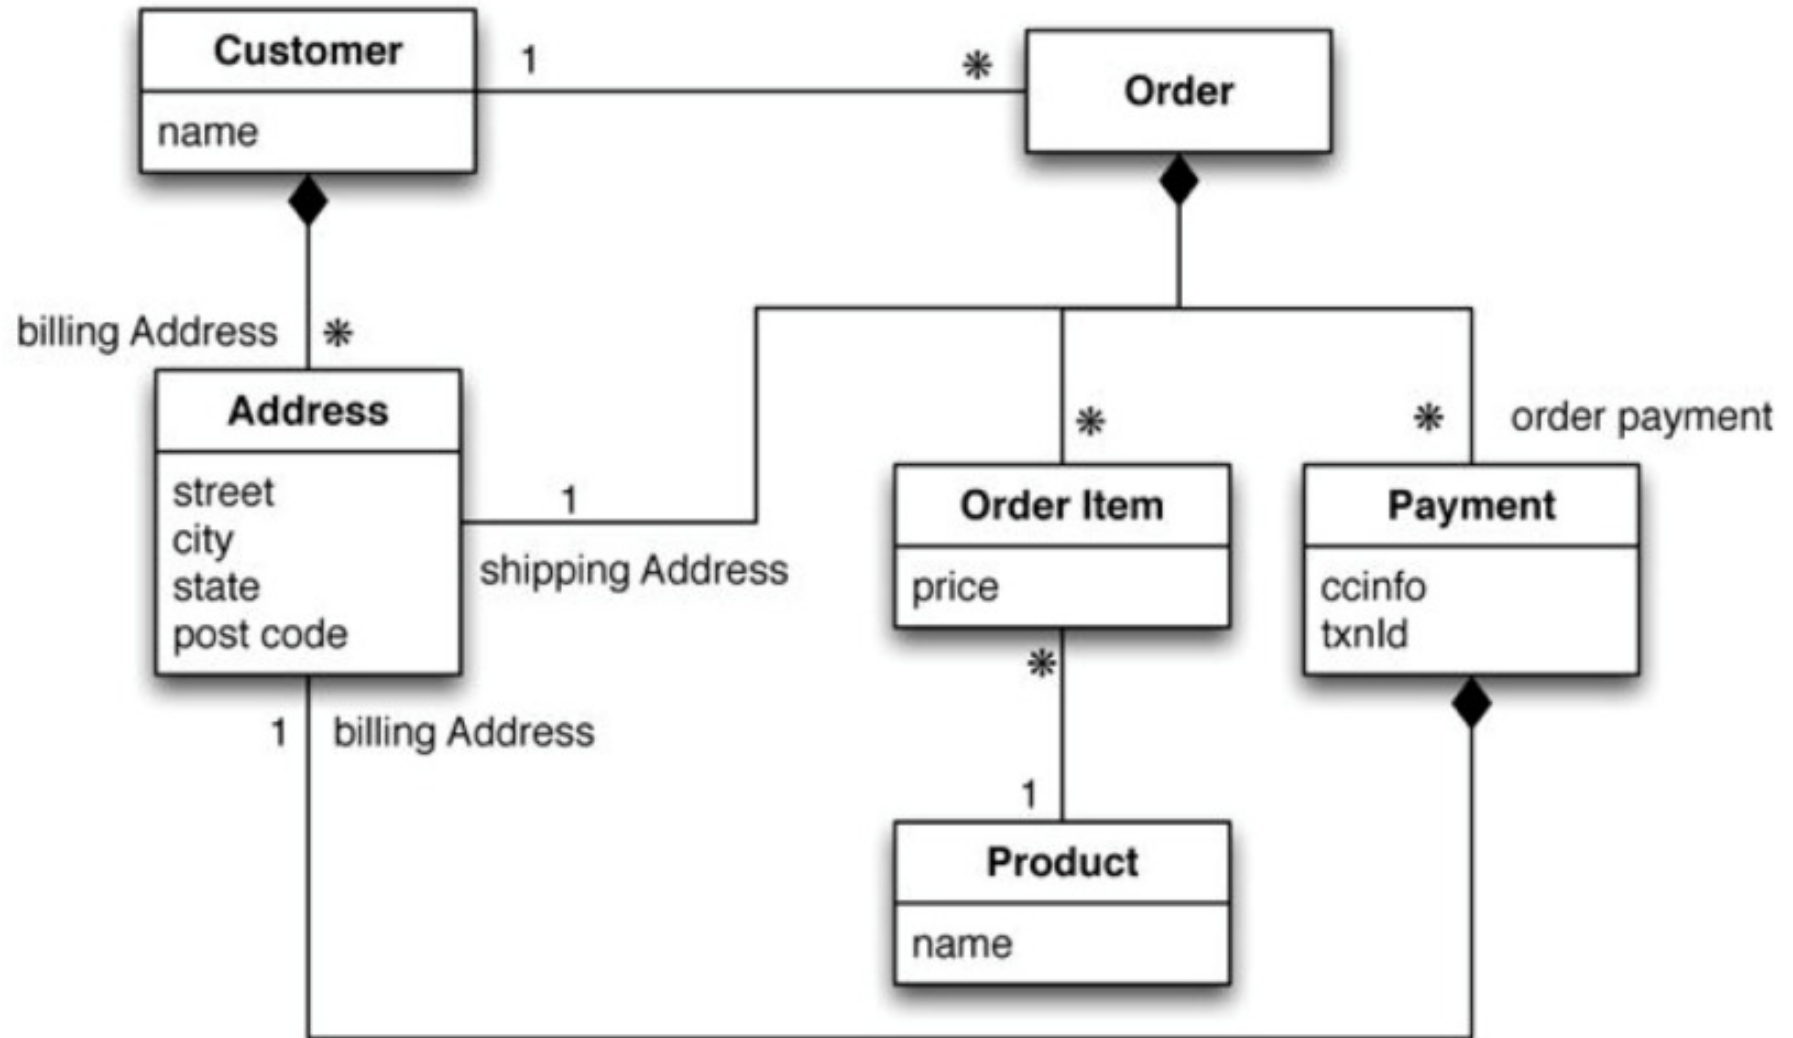 Customer
name
1
*
Order
billing Address
*
Address
street
city
state
post code
1
shipping Address
*
Order Item
price
*
order payment
Payment
ccinfo
txnId
1
billing Address
*
1
Product
name